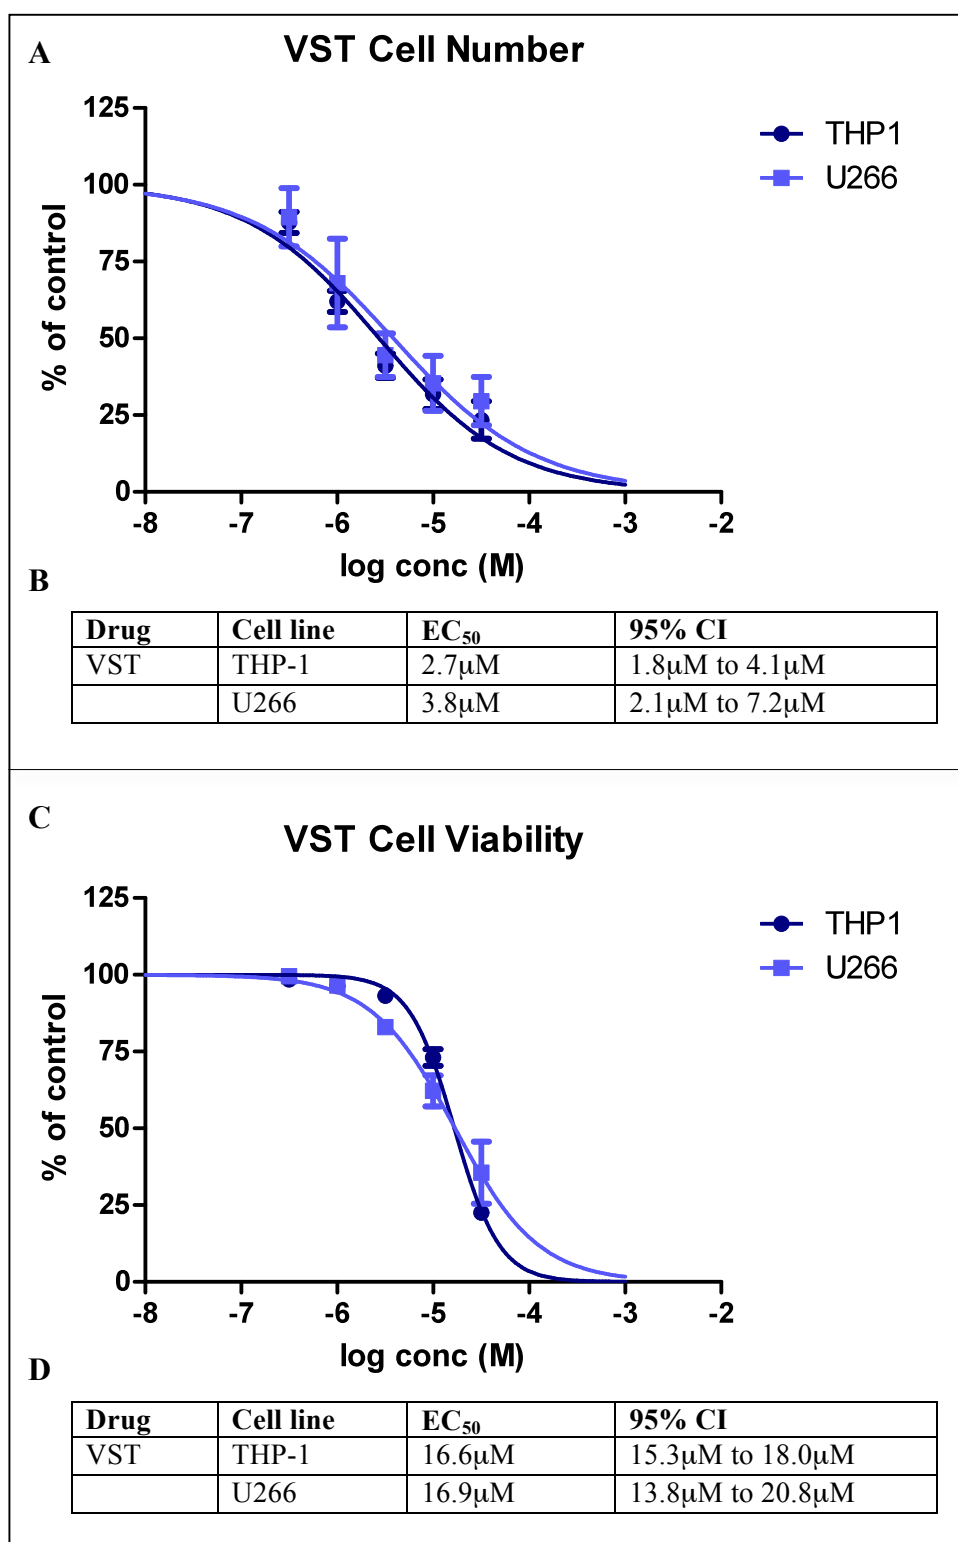 A
VST Cell Number
125
100
75
50
25
0
% of control
-8 -7 -6 -5 -4 -3 -2
log conc (M)
THP1
U266
B
Drug Cell line EC₅₀ 95% CI
VST THP-1 2.7µM 1.8µM to 4.1µM
U266 3.8µM 2.1µM to 7.2µM
C
VST Cell Viability
125
100
75
50
25
0
% of control
-8 -7 -6 -5 -4 -3 -2
log conc (M)
THP1
U266
D
Drug Cell line EC₅₀ 95% CI
VST THP-1 16.6µM 15.3µM to 18.0µM
U266 16.9µM 13.8µM to 20.8µM